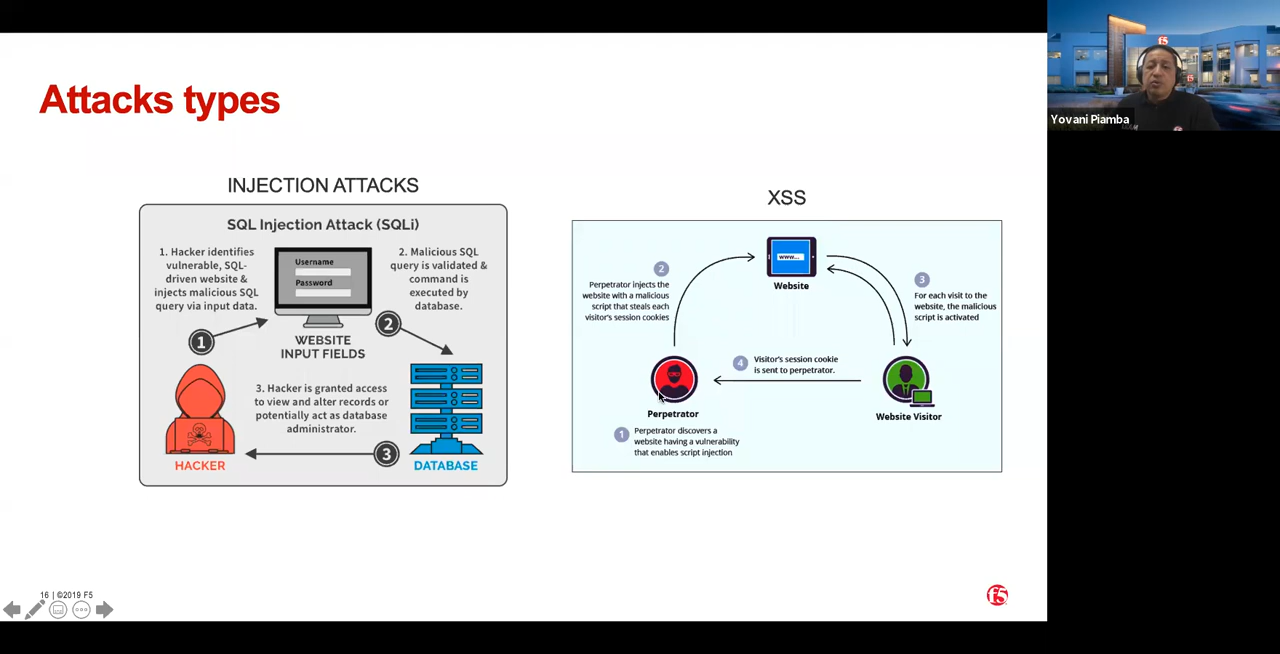 Attacks types
INJECTION ATTACKS
SQL Injection Attack (SQLi)
1. Hacker identifies
vulnerable, SQL-
driven website &
injects malicious SQL
query via input data.
Username
Password
2. Malicious SQL
query is validated &
command is
executed by
database.
1
2
WEBSITE
INPUT FIELDS
3. Hacker is granted access
to view and alter records or
potentially act as database
administrator.
3
HACKER
DATABASE
XSS
www...
Website
2
Perpetrator injects the
website with a malicious
script that steals each
visitor's session cookies
3
For each visit to the
website, the malicious
script is activated
4
Visitor's session cookie
is sent to perpetrator.
Perpetrator
Website Visitor
1
Perpetrator discovers a
website having a vulnerability
that enables script injection
16 | ©2019 F5
f5
f5
f5
Yovani Piamba